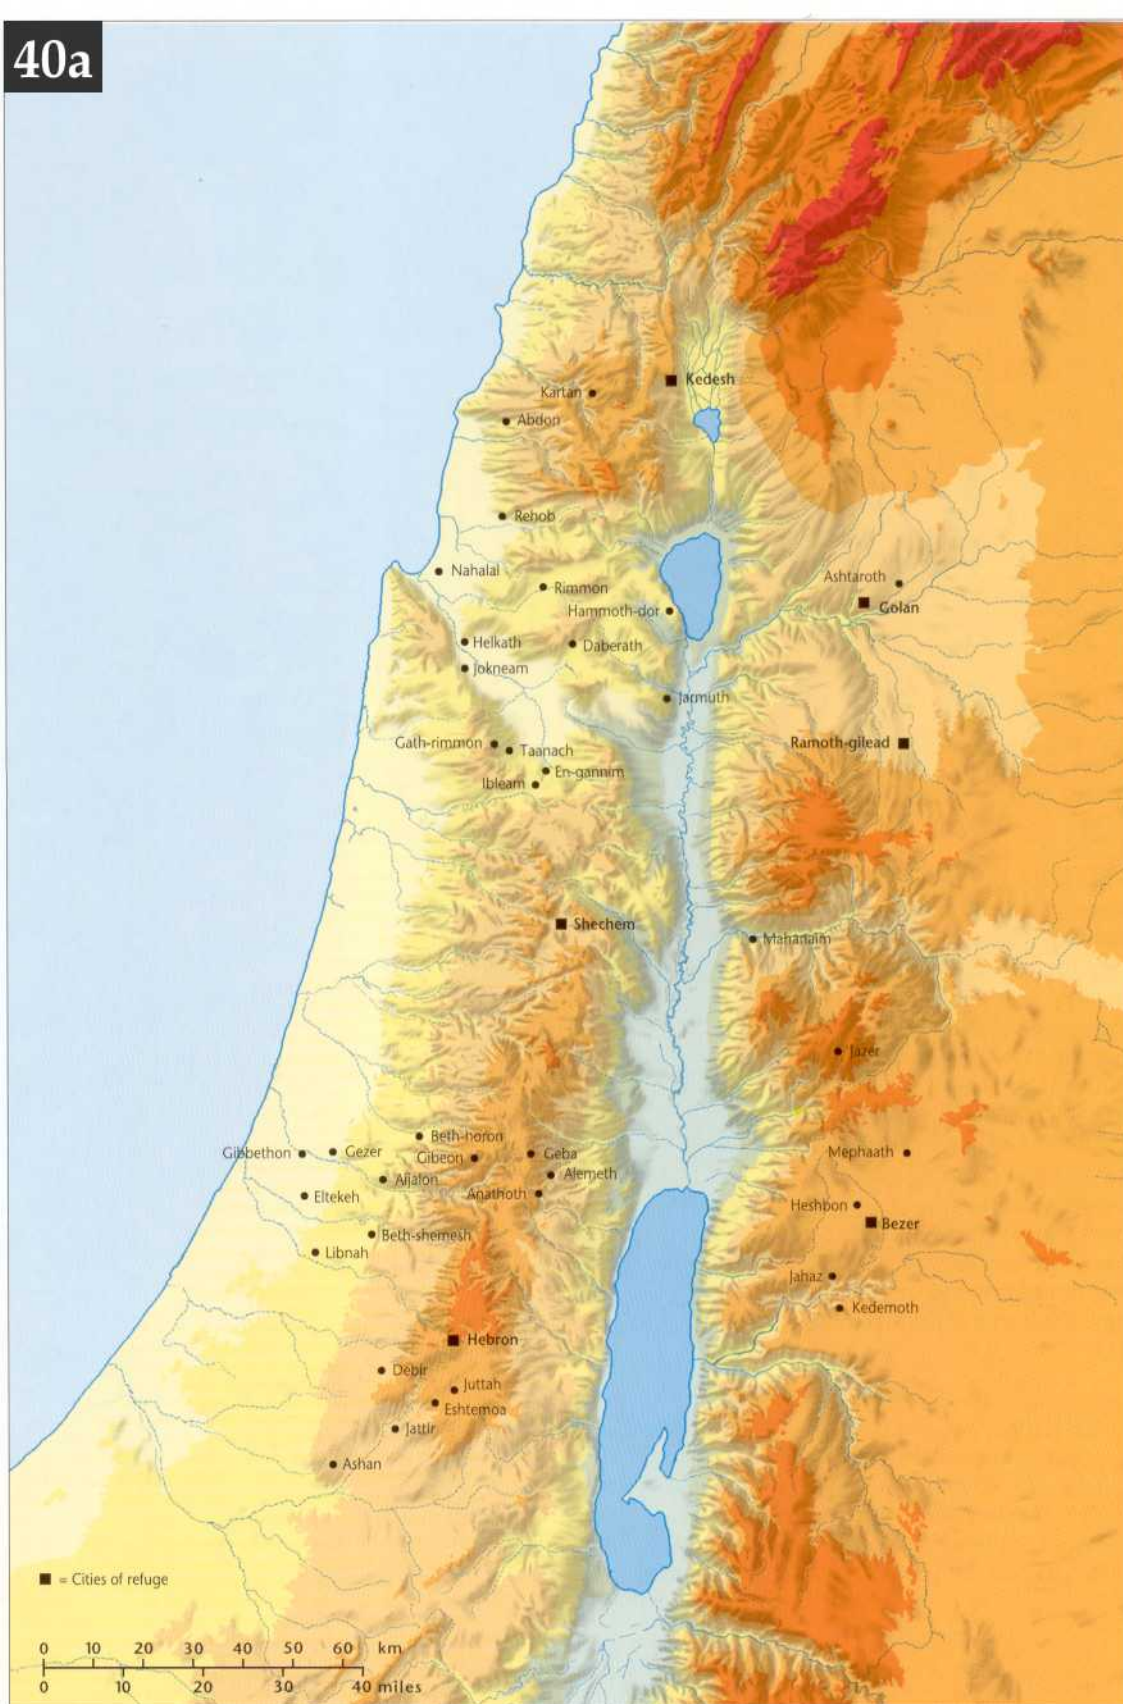 40a
Kedesh
Kartan
Abdon
Rehob
Nahalal
Ashtaroth
Rimmon
Golan
Hammoth-dor
Helkath
Daberath
Jokneam
Jarmuth
Gath-rimmon
Ramoth-gilead
Taanach
En-gannim
Ibleam
Shechem
Mahanaim
Jazer
Beth-horon
Gibbethon
Gezer
Gibeon
Geba
Mephaath
Aijalon
Alemeth
Anathoth
Eltekeh
Heshbon
Bezer
Beth-shemesh
Libnah
Jahaz
Kedemoth
Hebron
Debir
Juttah
Eshtemoa
Jattir
Ashan
= Cities of refuge
0 10 20 30 40 50 60 km
0 10 20 30 40 miles